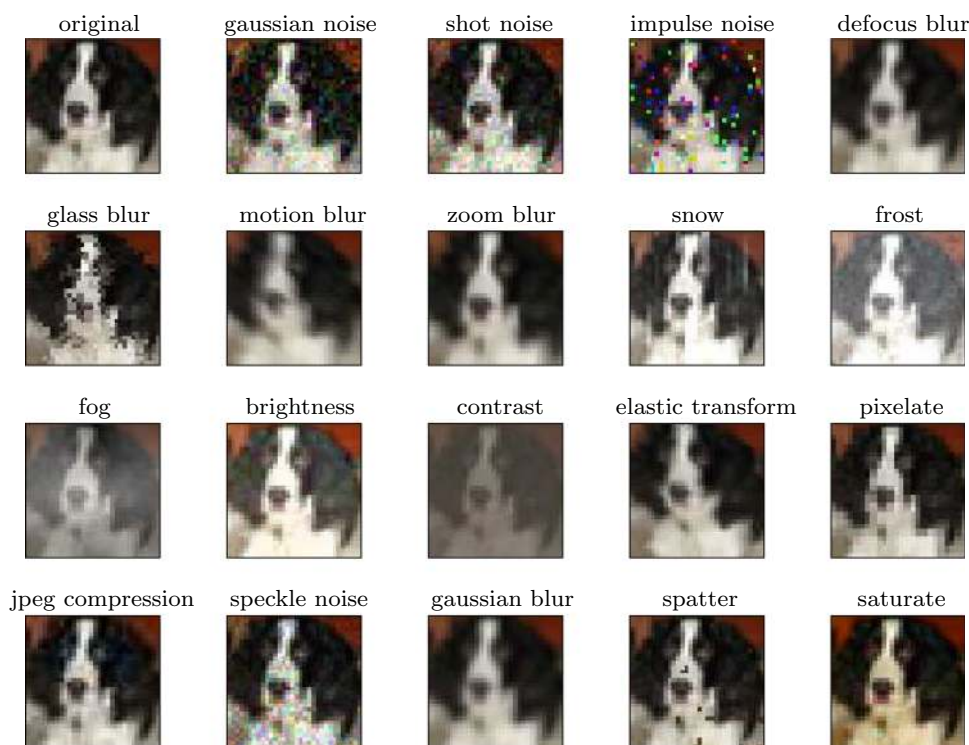 original gaussian noise shot noise impulse noise defocus blur
glass blur motion blur zoom blur snow frost
fog brightness contrast elastic transform pixelate
jpeg compression speckle noise gaussian blur spatter saturate